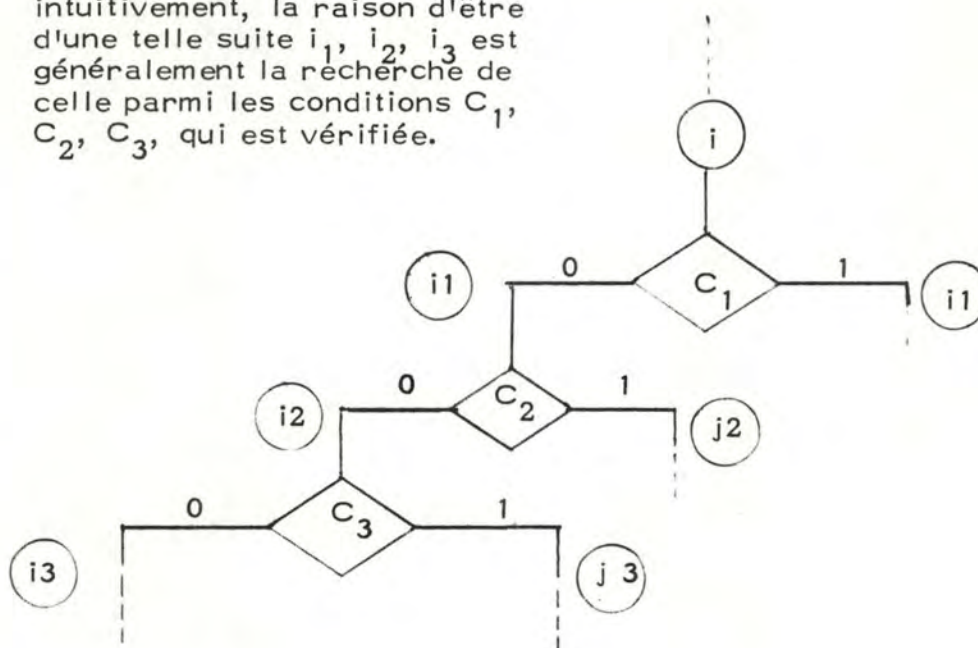 intuitivement, la raison d'être
d'une telle suite i₁, i₂, i₃ est
généralement la recherche de
celle parmi les conditions C₁,
C₂, C₃, qui est vérifiée.
i
i1 0 C₁ 1 i1
i2 0 C₂ 1 j2
0 C₃ 1
i3 j 3